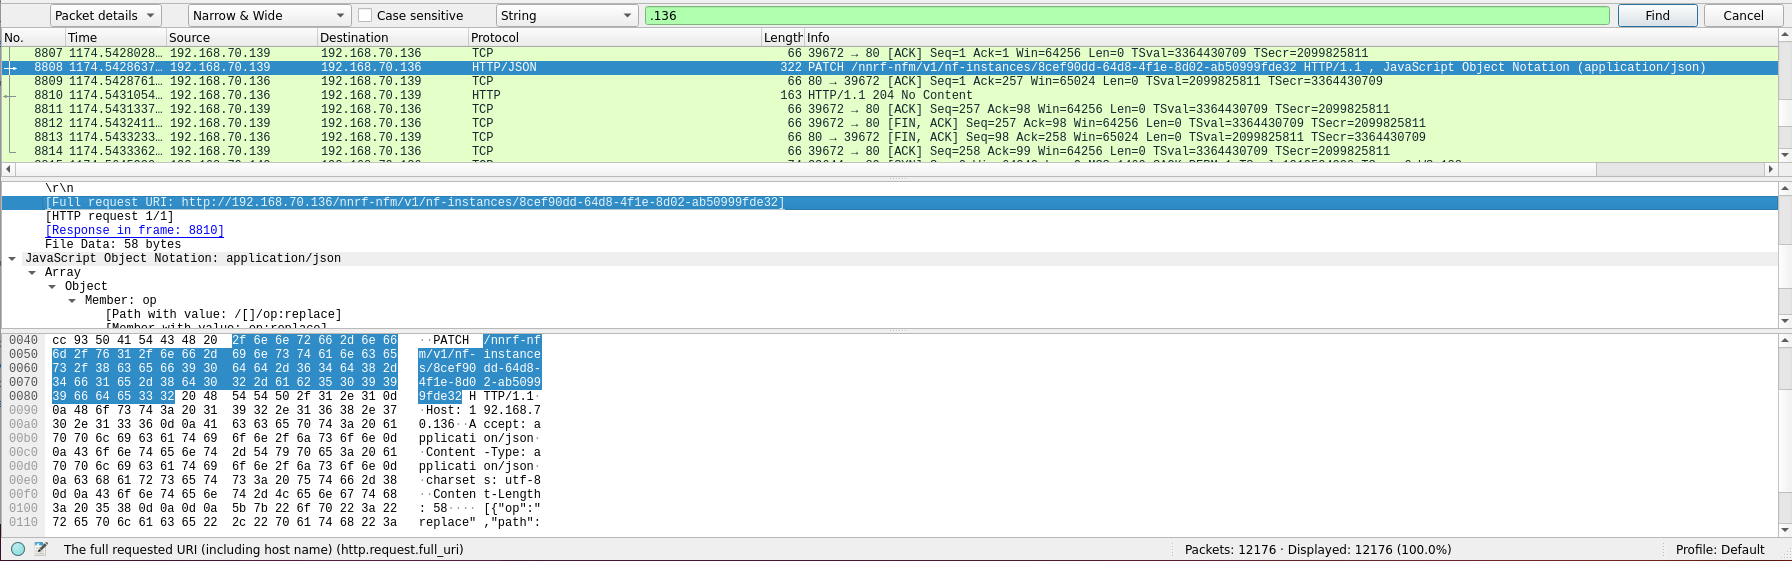 Packet details Narrow & Wide Case sensitive String .136 Find Cancel
No. Time Source Destination Protocol Length Info
8807 1174.5428028… 192.168.70.139 192.168.70.136 TCP 66 39672 → 80 [ACK] Seq=1 Ack=1 Win=64256 Len=0 TSval=3364430709 TSecr=2099825811
8808 1174.5428637… 192.168.70.139 192.168.70.136 HTTP/JSON 322 PATCH /nnrf-nfm/v1/nf-instances/8cef90dd-64d8-4f1e-8d02-ab50999fde32 HTTP/1.1 , JavaScript Object Notation (application/json)
8809 1174.5428761… 192.168.70.136 192.168.70.139 TCP 66 80 → 39672 [ACK] Seq=1 Ack=257 Win=65024 Len=0 TSval=2099825811 TSecr=3364430709
8810 1174.5431054… 192.168.70.136 192.168.70.139 HTTP 163 HTTP/1.1 204 No Content
8811 1174.5431337… 192.168.70.139 192.168.70.136 TCP 66 39672 → 80 [ACK] Seq=257 Ack=98 Win=64256 Len=0 TSval=3364430709 TSecr=2099825811
8812 1174.5432411… 192.168.70.139 192.168.70.136 TCP 66 39672 → 80 [FIN, ACK] Seq=257 Ack=98 Win=64256 Len=0 TSval=3364430709 TSecr=2099825811
8813 1174.5433233… 192.168.70.136 192.168.70.139 TCP 66 80 → 39672 [FIN, ACK] Seq=98 Ack=258 Win=65024 Len=0 TSval=2099825811 TSecr=3364430709
8814 1174.5433362… 192.168.70.139 192.168.70.136 TCP 66 39672 → 80 [ACK] Seq=258 Ack=99 Win=64256 Len=0 TSval=3364430709 TSecr=2099825811
\r\n
[Full request URI: http://192.168.70.136/nnrf-nfm/v1/nf-instances/8cef90dd-64d8-4f1e-8d02-ab50999fde32]
[HTTP request 1/1]
[Response in frame: 8810]
File Data: 58 bytes
JavaScript Object Notation: application/json
Array
Object
Member: op
[Path with value: /[]/op:replace]
[Member with value: op:replace]
0040 cc 93 50 41 54 43 48 20 2f 6e 6e 72 66 2d 6e 66 ··PATCH /nnrf-nf
0050 6d 2f 76 31 2f 6e 66 2d 69 6e 73 74 61 6e 63 65 m/v1/nf- instance
0060 73 2f 38 63 65 66 39 30 64 64 2d 36 34 64 38 2d s/8cef90 dd-64d8-
0070 34 66 31 65 2d 38 64 30 32 2d 61 62 35 30 39 39 4f1e-8d0 2-ab5099
0080 39 66 64 65 33 32 20 48 54 54 50 2f 31 2e 31 0d 9fde32 H TTP/1.1·
0090 0a 48 6f 73 74 3a 20 31 39 32 2e 31 36 38 2e 37 ·Host: 1 92.168.7
00a0 30 2e 31 33 36 0d 0a 41 63 63 65 70 74 3a 20 61 0.136··A ccept: a
00b0 70 70 6c 69 63 61 74 69 6f 6e 2f 6a 73 6f 6e 0d pplicati on/json·
00c0 0a 43 6f 6e 74 65 6e 74 2d 54 79 70 65 3a 20 61 ·Content -Type: a
00d0 70 70 6c 69 63 61 74 69 6f 6e 2f 6a 73 6f 6e 0d pplicati on/json·
00e0 0a 63 68 61 72 73 65 74 73 3a 20 75 74 66 2d 38 ·charset s: utf-8
00f0 0d 0a 43 6f 6e 74 65 6e 74 2d 4c 65 6e 67 74 68 ··Conten t-Length
0100 3a 20 35 38 0d 0a 0d 0a 5b 7b 22 6f 70 22 3a 22 : 58···· [{"op":"
0110 72 65 70 6c 61 63 65 22 2c 22 70 61 74 68 22 3a replace" ,"path":
The full requested URI (including host name) (http.request.full_uri) Packets: 12176 · Displayed: 12176 (100.0%) Profile: Default